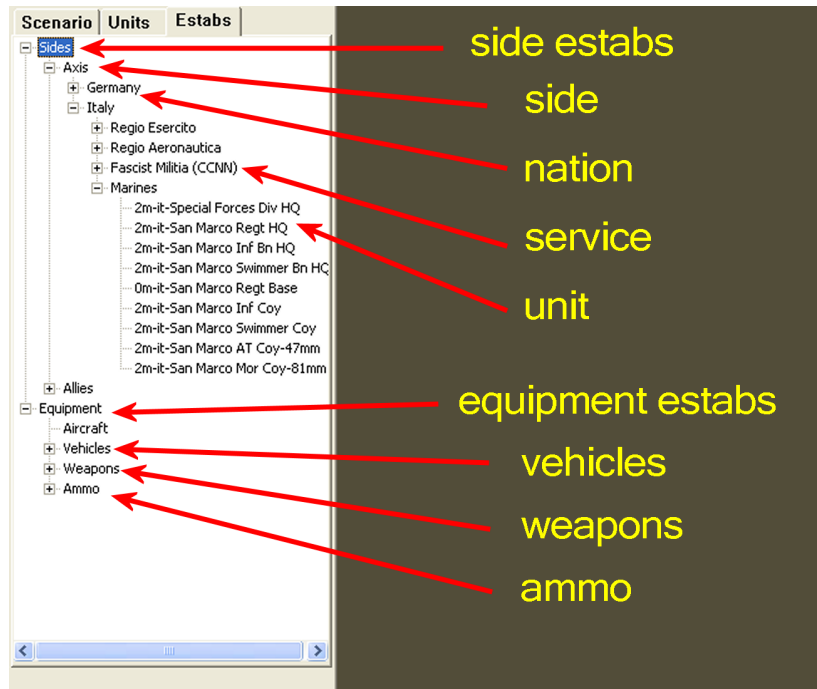 Scenario Units Estabs
Sides
side estabs
Axis
side
Germany
nation
Italy
Regio Esercito
Regio Aeronautica
Fascist Militia (CCNN)
service
Marines
2m-it-Special Forces Div HQ
2m-it-San Marco Regt HQ
unit
2m-it-San Marco Inf Bn HQ
2m-it-San Marco Swimmer Bn HQ
0m-it-San Marco Regt Base
2m-it-San Marco Inf Coy
2m-it-San Marco Swimmer Coy
2m-it-San Marco AT Coy-47mm
2m-it-San Marco Mor Coy-81mm
Allies
Equipment
equipment estabs
Aircraft
Vehicles
vehicles
Weapons
weapons
Ammo
ammo